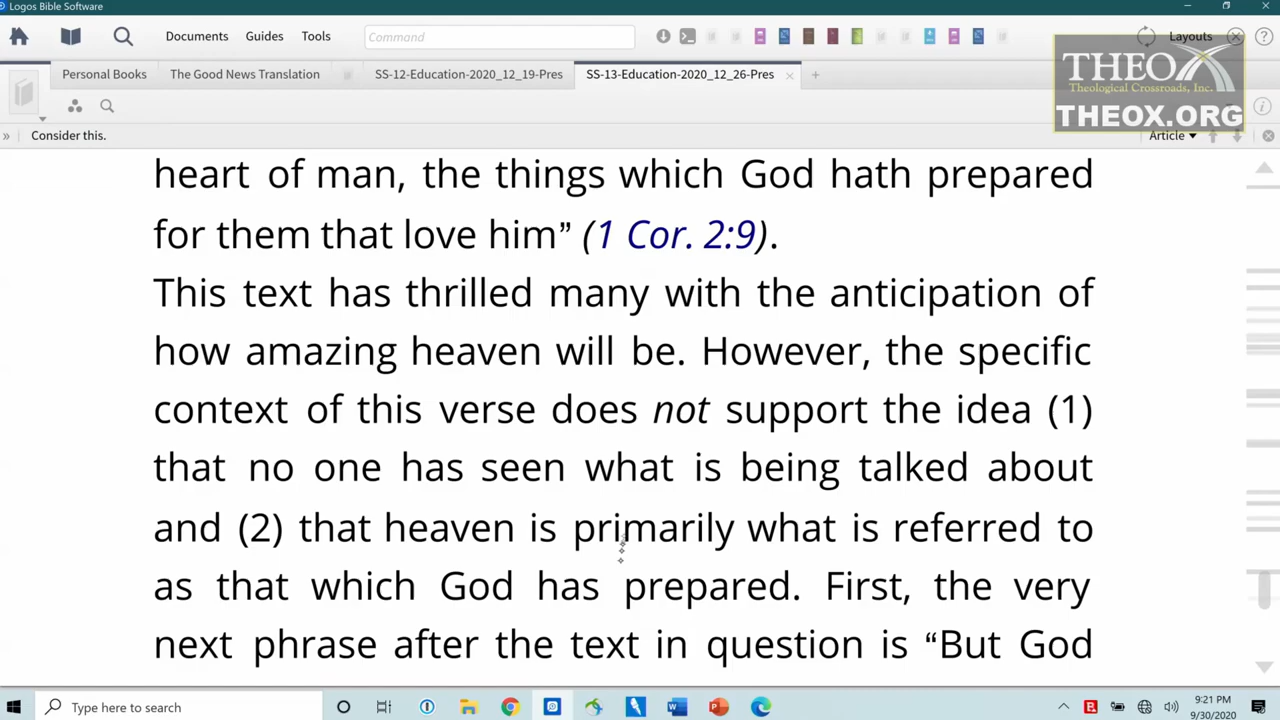 Logos Bible Software
Documents Guides Tools Command Layouts
THEOX
Theological Crossroads, Inc.
THEOX.ORG
Personal Books The Good News Translation SS-12-Education-2020_12_19-Pres SS-13-Education-2020_12_26-Pres
» Consider this. Article
heart of man, the things which God hath prepared
for them that love him” (1 Cor. 2:9).
This text has thrilled many with the anticipation of
how amazing heaven will be. However, the specific
context of this verse does not support the idea (1)
that no one has seen what is being talked about
and (2) that heaven is primarily what is referred to
as that which God has prepared. First, the very
next phrase after the text in question is “But God
Type here to search
9:21 PM
9/30/2020